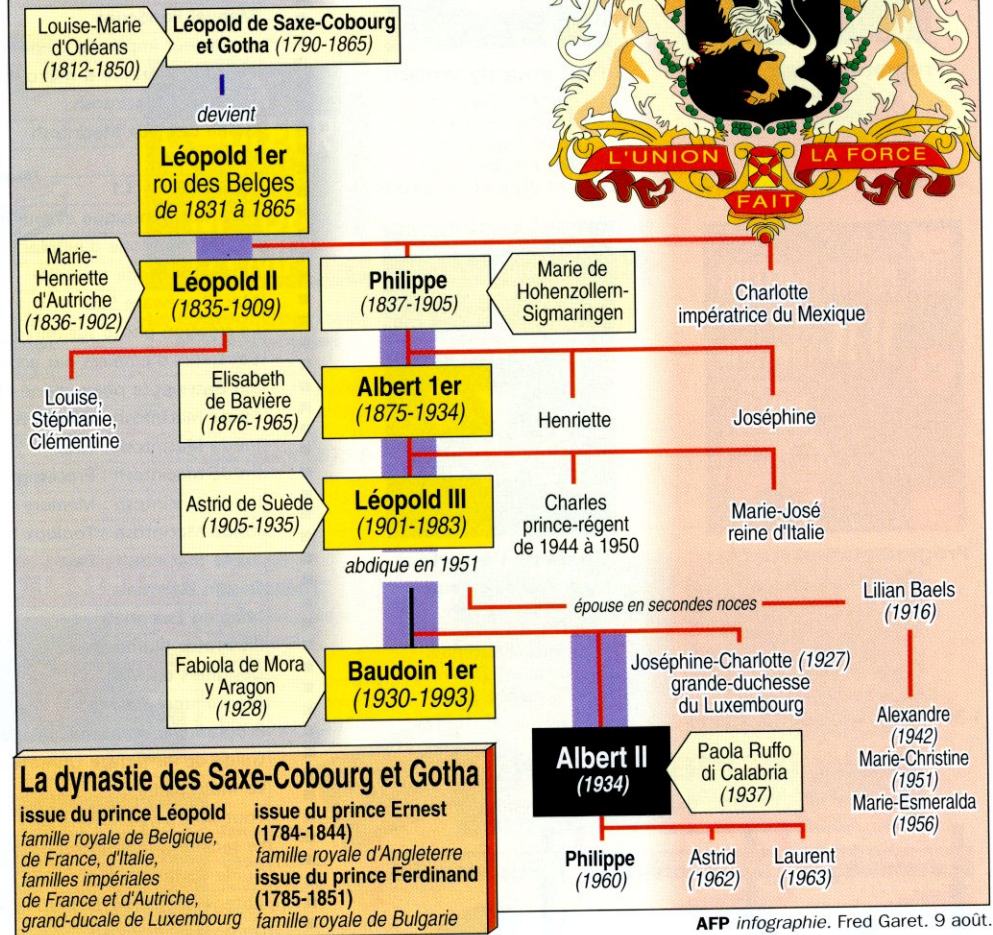 Louise-Marie
d'Orléans
(1812-1850)
Léopold de Saxe-Cobourg
et Gotha (1790-1865)
devient
Léopold 1er
roi des Belges
de 1831 à 1865
L'UNION
FAIT
LA FORCE
Marie-
Henriette
d'Autriche
(1836-1902)
Léopold II
(1835-1909)
Philippe
(1837-1905)
Marie de
Hohenzollern-
Sigmaringen
Charlotte
impératrice du Mexique
Louise,
Stéphanie,
Clémentine
Elisabeth
de Bavière
(1876-1965)
Albert 1er
(1875-1934)
Henriette
Joséphine
Astrid de Suède
(1905-1935)
Léopold III
(1901-1983)
Charles
prince-régent
de 1944 à 1950
Marie-José
reine d'Italie
abdique en 1951
épouse en secondes noces
Lilian Baels
(1916)
Fabiola de Mora
y Aragon
(1928)
Baudoin 1er
(1930-1993)
Joséphine-Charlotte (1927)
grande-duchesse
du Luxembourg
Alexandre
(1942)
Marie-Christine
(1951)
Marie-Esmeralda
(1956)
Albert II
(1934)
Paola Ruffo
di Calabria
(1937)
Philippe
(1960)
Astrid
(1962)
Laurent
(1963)
La dynastie des Saxe-Cobourg et Gotha
issue du prince Léopold
famille royale de Belgique,
de France, d'Italie,
familles impériales
de France et d'Autriche,
grand-ducale de Luxembourg
issue du prince Ernest
(1784-1844)
famille royale d'Angleterre
issue du prince Ferdinand
(1785-1851)
famille royale de Bulgarie
AFP infographie. Fred Garet. 9 août.